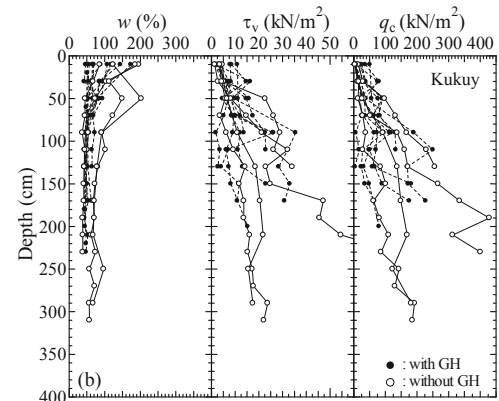 w (%) τv (kN/m²) qc (kN/m²)
0 100 200 300 0 10 20 30 40 50 0 100 200 300 400
0
50
100
150
200
250
300
350
400
Depth (cm)
Kukuy
● : with GH
○ : without GH
(b)